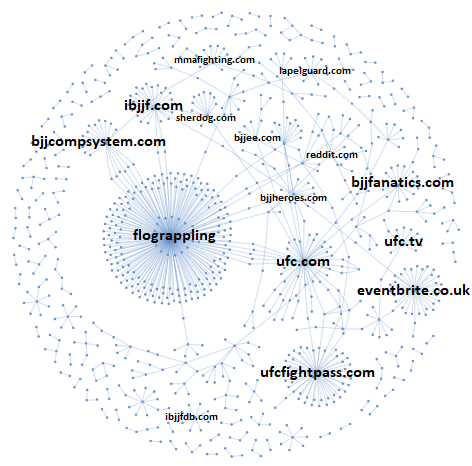 mmafighting.com
lapelguard.com
ibjjf.com
sherdog.com
bjjcompsystem.com
bjjee.com
reddit.com
bjjfanatics.com
bjjheroes.com
flograppling
ufc.tv
ufc.com
eventbrite.co.uk
ufcfightpass.com
ibjjfdb.com